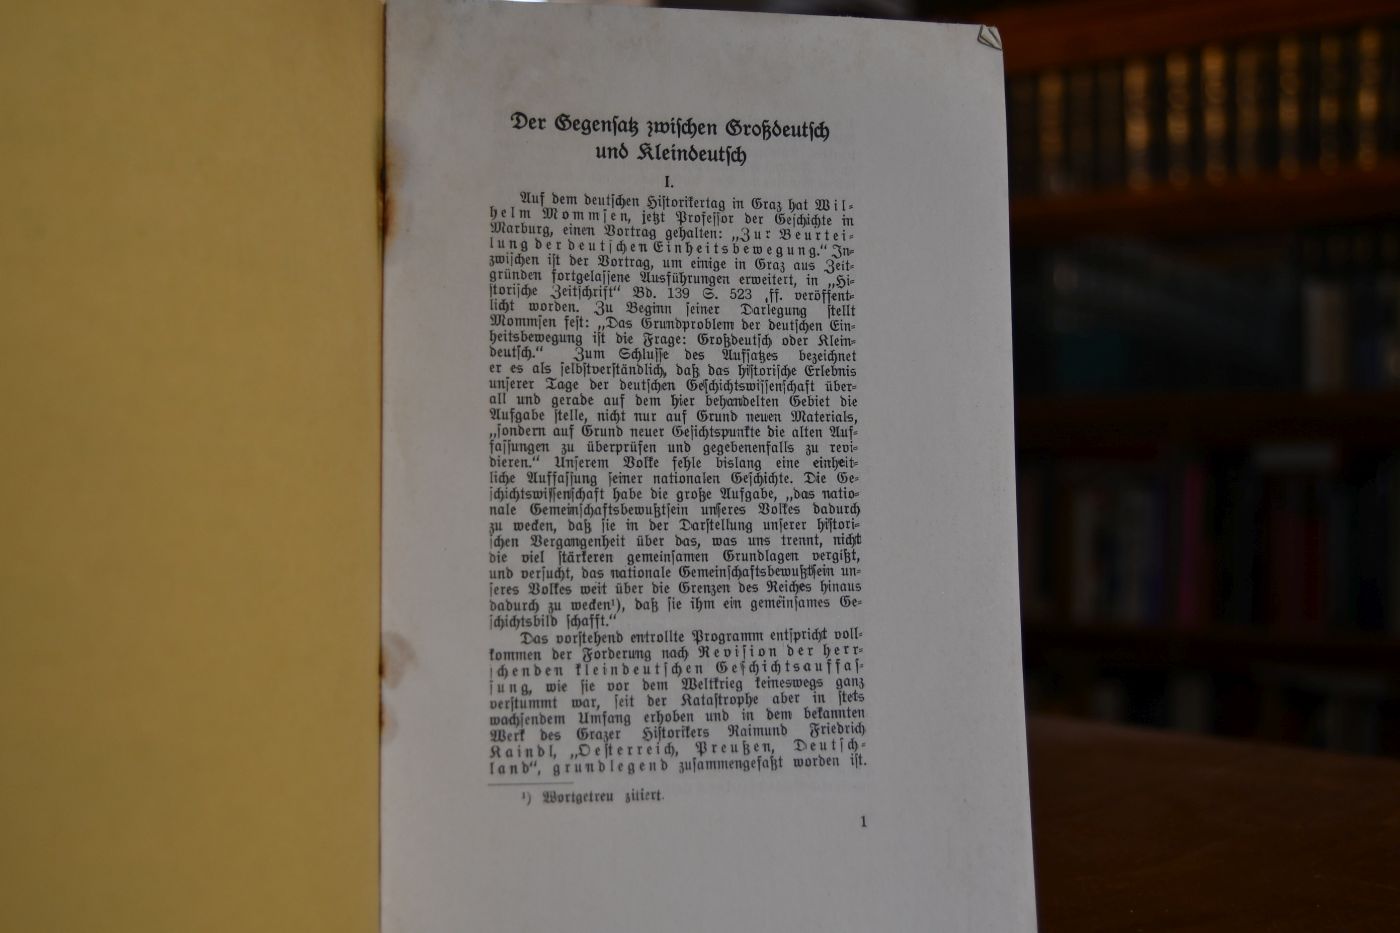 Der Gegensatz zwischen Großdeutsch
und Kleindeutsch
I.
Auf dem deutschen Historikertag in Graz hat Wil-
helm Mommsen, jetzt Professor der Geschichte in
Marburg, einen Vortrag gehalten: „Zur Beurtei-
lung der deutschen Einheitsbewegung.“ In-
zwischen ist der Vortrag, um einige in Graz aus Zeit-
gründen fortgelassene Ausführungen erweitert, in „Hi-
storische Zeitschrift“ Bd. 139 S. 523 ,ff. veröffent-
licht worden. Zu Beginn seiner Darlegung stellt
Mommsen fest: „Das Grundproblem der deutschen Ein-
heitsbewegung ist die Frage: Großdeutsch oder Klein-
deutsch.“ Zum Schlusse des Aufsatzes bezeichnet
er es als selbstverständlich, daß das historische Erlebnis
unserer Tage der deutschen Geschichtswissenschaft über-
all und gerade auf dem hier behandelten Gebiet die
Aufgabe stelle, nicht nur auf Grund neuen Materials,
„sondern auf Grund neuer Gesichtspunkte die alten Auf-
fassungen zu überprüfen und gegebenenfalls zu revi-
dieren.“ Unserem Volke fehle bislang eine einheit-
liche Auffassung seiner nationalen Geschichte. Die Ge-
schichtswissenschaft habe die große Aufgabe, „das natio-
nale Gemeinschaftsbewußtsein unseres Volkes dadurch
zu wecken, daß sie in der Darstellung unserer histori-
schen Vergangenheit über das, was uns trennt, nicht
die viel stärkeren gemeinsamen Grundlagen vergißt,
und versucht, das nationale Gemeinschaftsbewußtsein un-
seres Volkes weit über die Grenzen des Reiches hinaus
dadurch zu wecken¹), daß sie ihm ein gemeinsames Ge-
schichtsbild schafft.“
Das vorstehend entrollte Programm entspricht voll-
kommen der Forderung nach Revision der herr-
schenden kleindeutschen Geschichtsauffas-
sung, wie sie vor dem Weltkrieg keineswegs ganz
verstummt war, seit der Katastrophe aber in stets
wachsendem Umfang erhoben und in dem bekannten
Werk des Grazer Historikers Raimund Friedrich
Kaindl, „Oesterreich, Preußen, Deutsch-
land“, grundlegend zusammengefaßt worden ist.
¹) Wortgetreu zitiert.
1